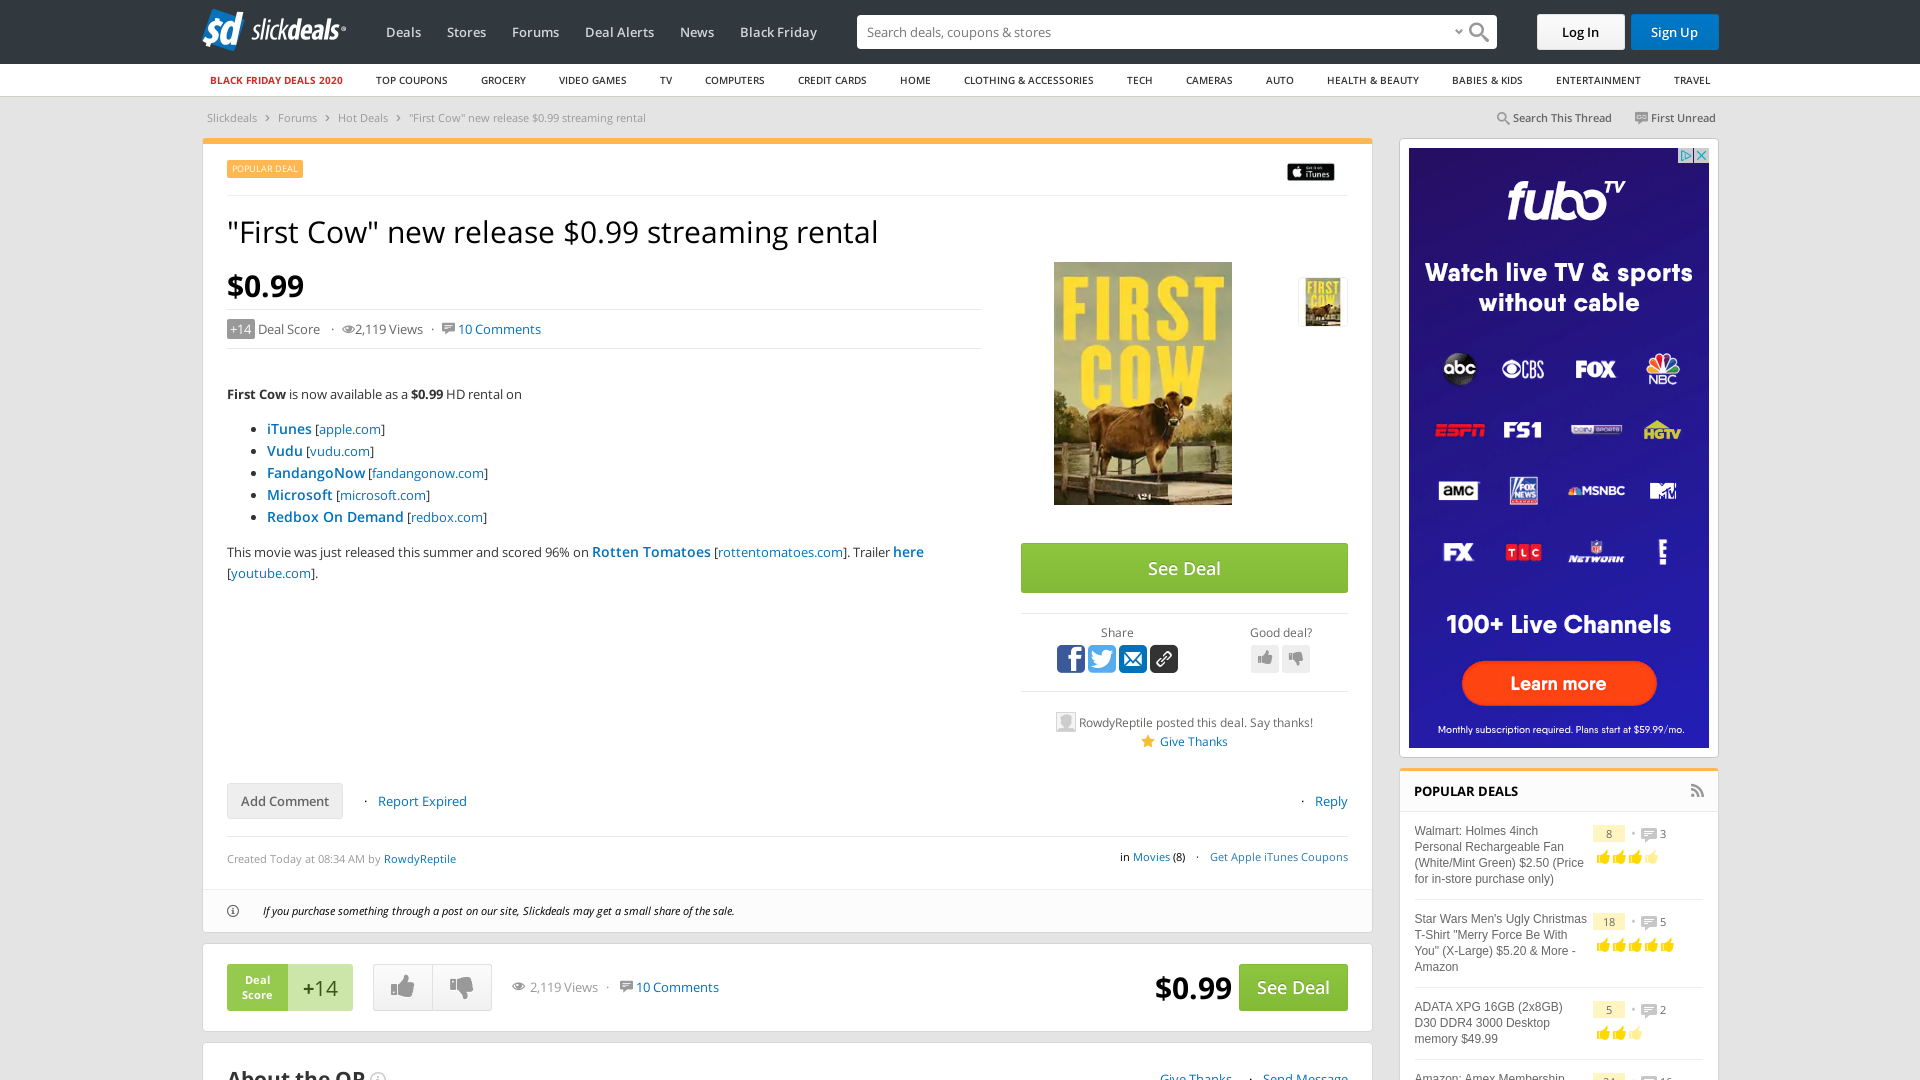 slickdeals
Deals
Stores
Forums
Deal Alerts
News
Black Friday
Search deals, coupons & stores
Log In
Sign Up
BLACK FRIDAY DEALS 2020
TOP COUPONS
GROCERY
VIDEO GAMES
TV
COMPUTERS
CREDIT CARDS
HOME
CLOTHING & ACCESSORIES
TECH
CAMERAS
AUTO
HEALTH & BEAUTY
BABIES & KIDS
ENTERTAINMENT
TRAVEL
Slickdeals › Forums › Hot Deals › "First Cow" new release $0.99 streaming rental
Search This Thread
First Unread
POPULAR DEAL
iTunes
"First Cow" new release $0.99 streaming rental
$0.99
+14 Deal Score · 2,119 Views · 10 Comments
First Cow is now available as a $0.99 HD rental on
• iTunes [apple.com]
• Vudu [vudu.com]
• FandangoNow [fandangonow.com]
• Microsoft [microsoft.com]
• Redbox On Demand [redbox.com]
This movie was just released this summer and scored 96% on Rotten Tomatoes [rottentomatoes.com]. Trailer here
[youtube.com].
FIRST
COW
A24
FIRST
COW
See Deal
Share
Good deal?
RowdyReptile posted this deal. Say thanks!
Give Thanks
Add Comment
· Report Expired
· Reply
Created Today at 08:34 AM by RowdyReptile
in Movies (8) · Get Apple iTunes Coupons
If you purchase something through a post on our site, Slickdeals may get a small share of the sale.
Deal
Score
+14
2,119 Views · 10 Comments
$0.99
See Deal
About the OP
Give Thanks · Send Message
fuboTV
Watch live TV & sports
without cable
abc
CBS
FOX
NBC
ESPN
FS1
beIN SPORTS
HGTV
AMC
FOX
NEWS
MSNBC
MTV
FX
TLC
NFL
NETWORK
E!
100+ Live Channels
Learn more
Monthly subscription required. Plans start at $59.99/mo.
POPULAR DEALS
Walmart: Holmes 4inch
Personal Rechargeable Fan
(White/Mint Green) $2.50 (Price
for in-store purchase only)
8 • 3
Star Wars Men's Ugly Christmas
T-Shirt "Merry Force Be With
You" (X-Large) $5.20 & More -
Amazon
18 • 5
ADATA XPG 16GB (2x8GB)
D30 DDR4 3000 Desktop
memory $49.99
5 • 2
Amazon: Amex Membership